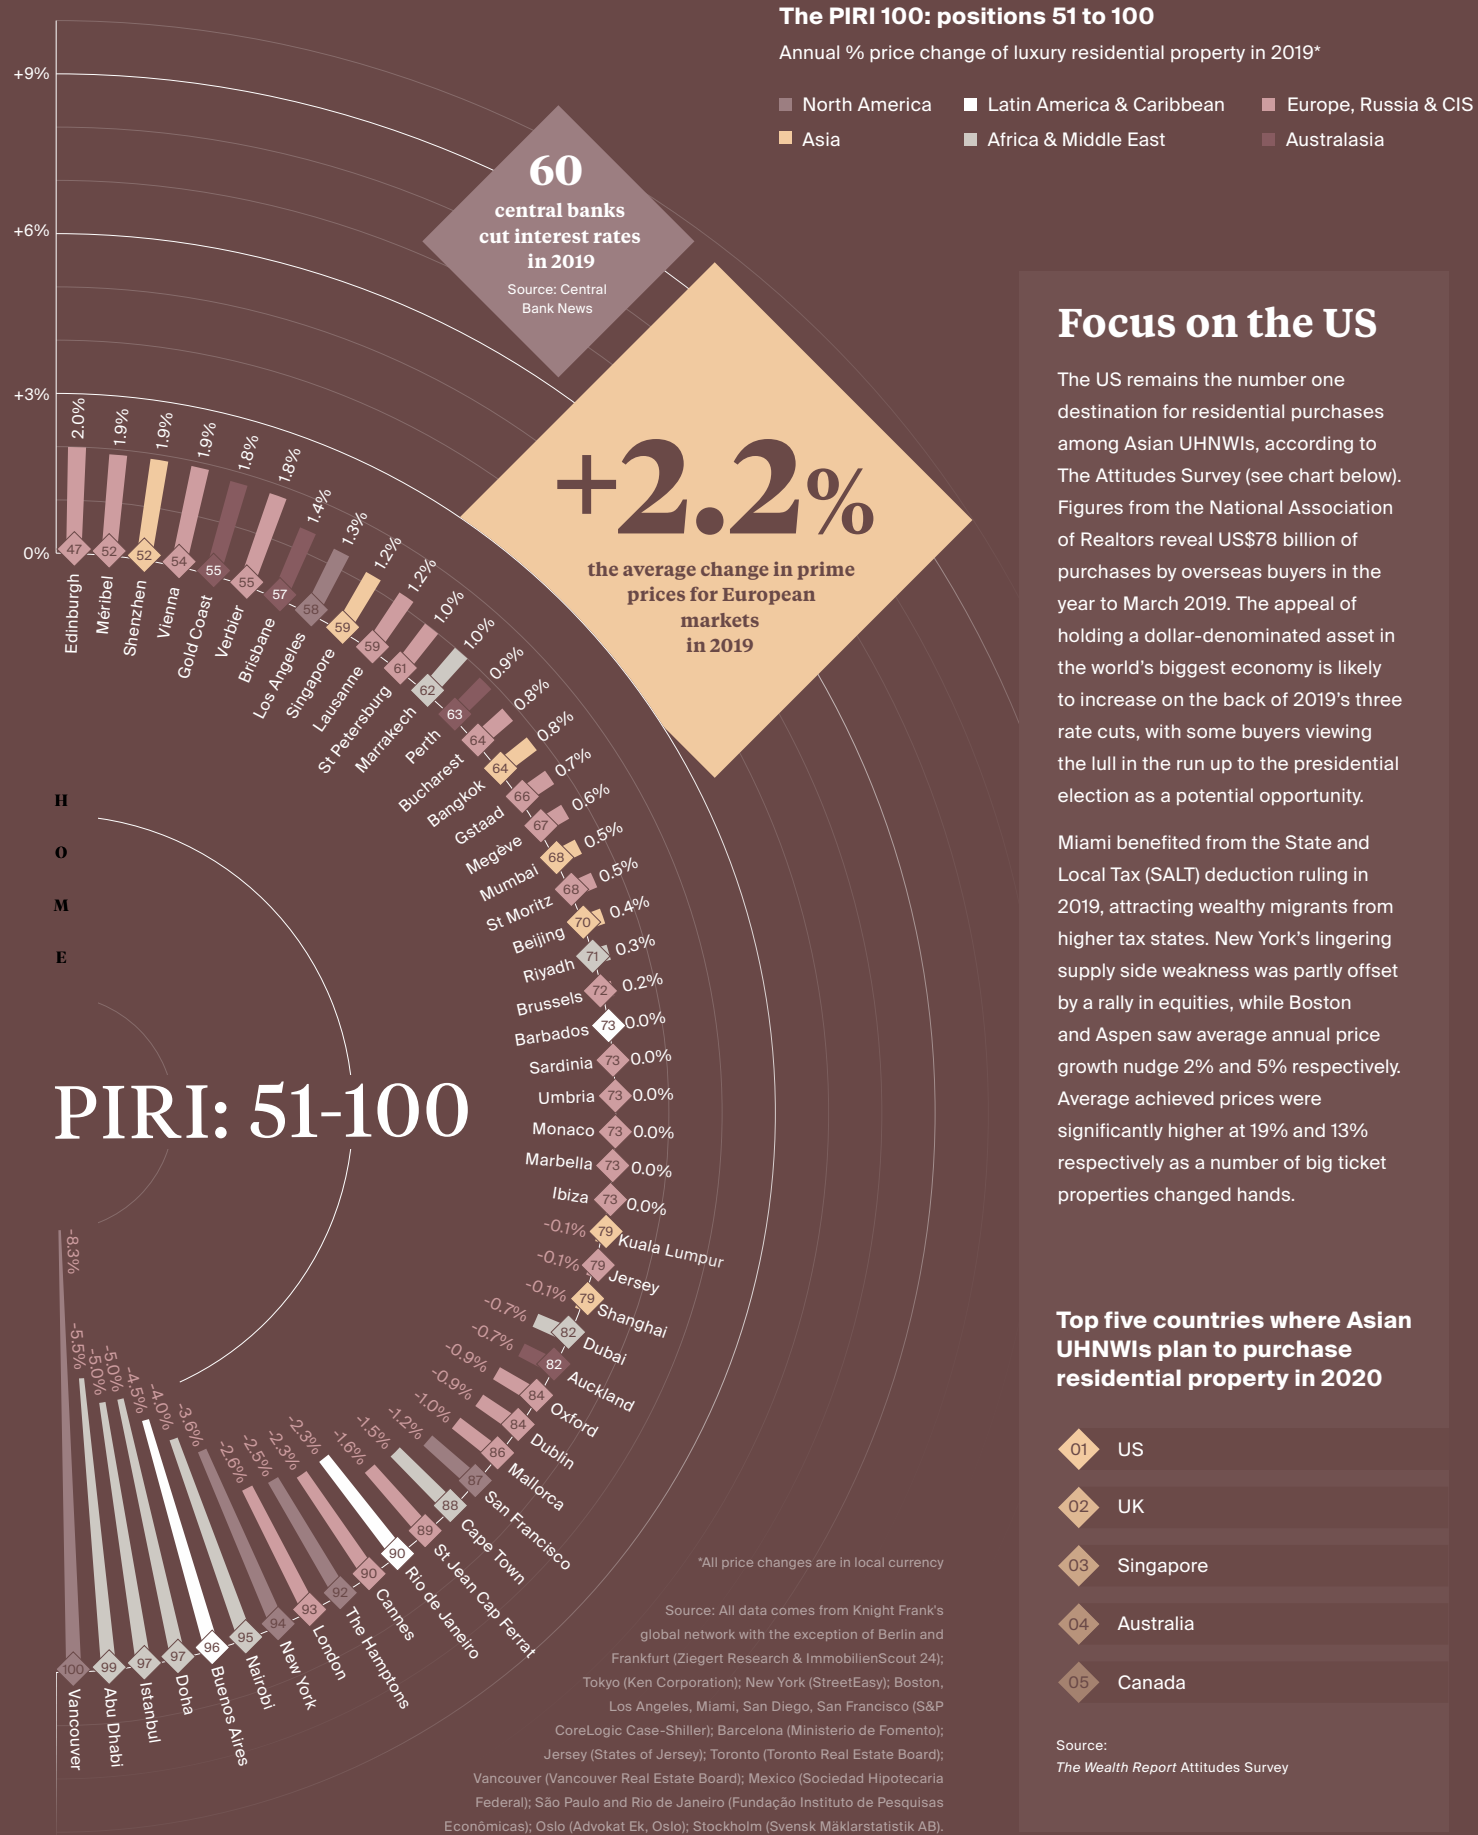 The PIRI 100: positions 51 to 100
Annual % price change of luxury residential property in 2019*
North America
Latin America & Caribbean
Europe, Russia & CIS
Asia
Africa & Middle East
Australasia
+9%
+6%
+3%
0%
60
central banks
cut interest rates
in 2019
Source: Central
Bank News
+2.2%
the average change in prime
prices for European
markets
in 2019
2.0% 47 Edinburgh
1.9% 52 Méribel
1.9% 52 Shenzhen
1.9% 54 Vienna
1.8% 55 Gold Coast
1.8% 55 Verbier
1.4% 57 Brisbane
1.3% 58 Los Angeles
1.2% 59 Singapore
1.2% 59 Lausanne
1.0% 61 St Petersburg
1.0% 62 Marrakech
0.9% 63 Perth
0.8% 64 Bucharest
0.8% 64 Bangkok
0.7% 66 Gstaad
0.6% 67 Megève
0.5% 68 Mumbai
0.5% 68 St Moritz
0.4% 70 Beijing
0.3% 71 Riyadh
0.2% 72 Brussels
0.0% 73 Barbados
0.0% 73 Sardinia
0.0% 73 Umbria
0.0% 73 Monaco
0.0% 73 Marbella
0.0% 73 Ibiza
-0.1% 79 Kuala Lumpur
-0.1% 79 Jersey
-0.1% 79 Shanghai
-0.7% 82 Dubai
-0.7% 82 Auckland
-0.9% 84 Oxford
-0.9% 84 Dublin
-1.0% 86 Mallorca
-1.2% 87 San Francisco
-1.5% 88 Cape Town
-1.6% 89 St Jean Cap Ferrat
-2.3% 90 Rio de Janeiro
-2.3% 90 Cannes
-2.5% 92 The Hamptons
-2.6% 93 London
-3.6% 94 New York
-4.0% 95 Nairobi
-4.5% 96 Buenos Aires
-5.0% 97 Doha
-5.0% 97 Istanbul
-5.5% 99 Abu Dhabi
-8.3% 100 Vancouver
H
O
M
E
PIRI: 51-100
*All price changes are in local currency
Source: All data comes from Knight Frank's
global network with the exception of Berlin and
Frankfurt (Ziegert Research & ImmobilienScout 24);
Tokyo (Ken Corporation); New York (StreetEasy); Boston,
Los Angeles, Miami, San Diego, San Francisco (S&P
CoreLogic Case-Shiller); Barcelona (Ministerio de Fomento);
Jersey (States of Jersey); Toronto (Toronto Real Estate Board);
Vancouver (Vancouver Real Estate Board); Mexico (Sociedad Hipotecaria
Federal); São Paulo and Rio de Janeiro (Fundação Instituto de Pesquisas
Econômicas); Oslo (Advokat Ek, Oslo); Stockholm (Svensk Mäklarstatistik AB).
Focus on the US
The US remains the number one
destination for residential purchases
among Asian UHNWIs, according to
The Attitudes Survey (see chart below).
Figures from the National Association
of Realtors reveal US$78 billion of
purchases by overseas buyers in the
year to March 2019. The appeal of
holding a dollar-denominated asset in
the world's biggest economy is likely
to increase on the back of 2019's three
rate cuts, with some buyers viewing
the lull in the run up to the presidential
election as a potential opportunity.
Miami benefited from the State and
Local Tax (SALT) deduction ruling in
2019, attracting wealthy migrants from
higher tax states. New York's lingering
supply side weakness was partly offset
by a rally in equities, while Boston
and Aspen saw average annual price
growth nudge 2% and 5% respectively.
Average achieved prices were
significantly higher at 19% and 13%
respectively as a number of big ticket
properties changed hands.
Top five countries where Asian
UHNWIs plan to purchase
residential property in 2020
01 US
02 UK
03 Singapore
04 Australia
05 Canada
Source:
The Wealth Report Attitudes Survey